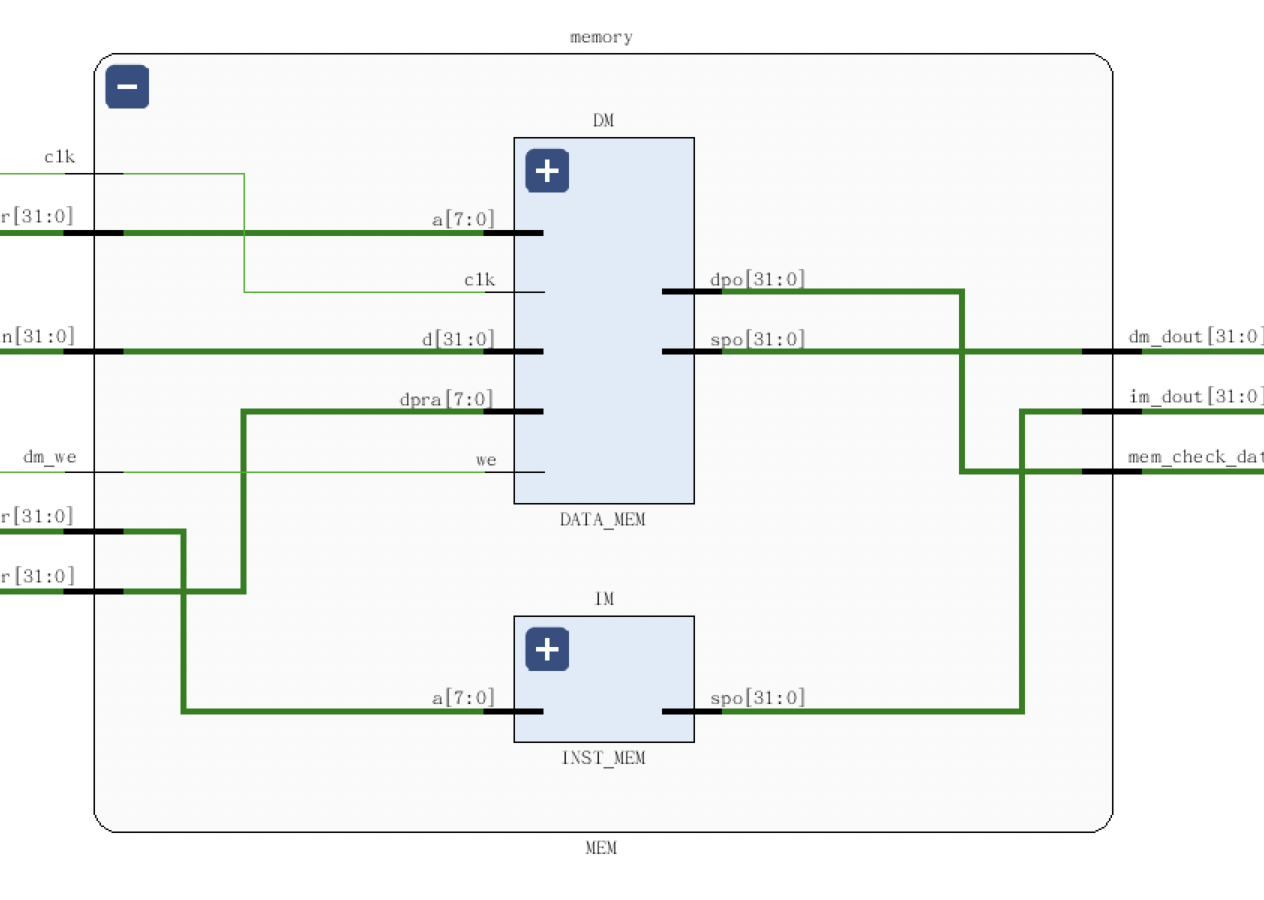 memory
DM
clk
r[31:0]
a[7:0]
clk
dpo[31:0]
n[31:0]
d[31:0]
spo[31:0]
dm_dout[31:0]
dpra[7:0]
im_dout[31:0]
dm_we
we
mem_check_dat
r[31:0]
DATA_MEM
r[31:0]
IM
a[7:0]
spo[31:0]
INST_MEM
MEM